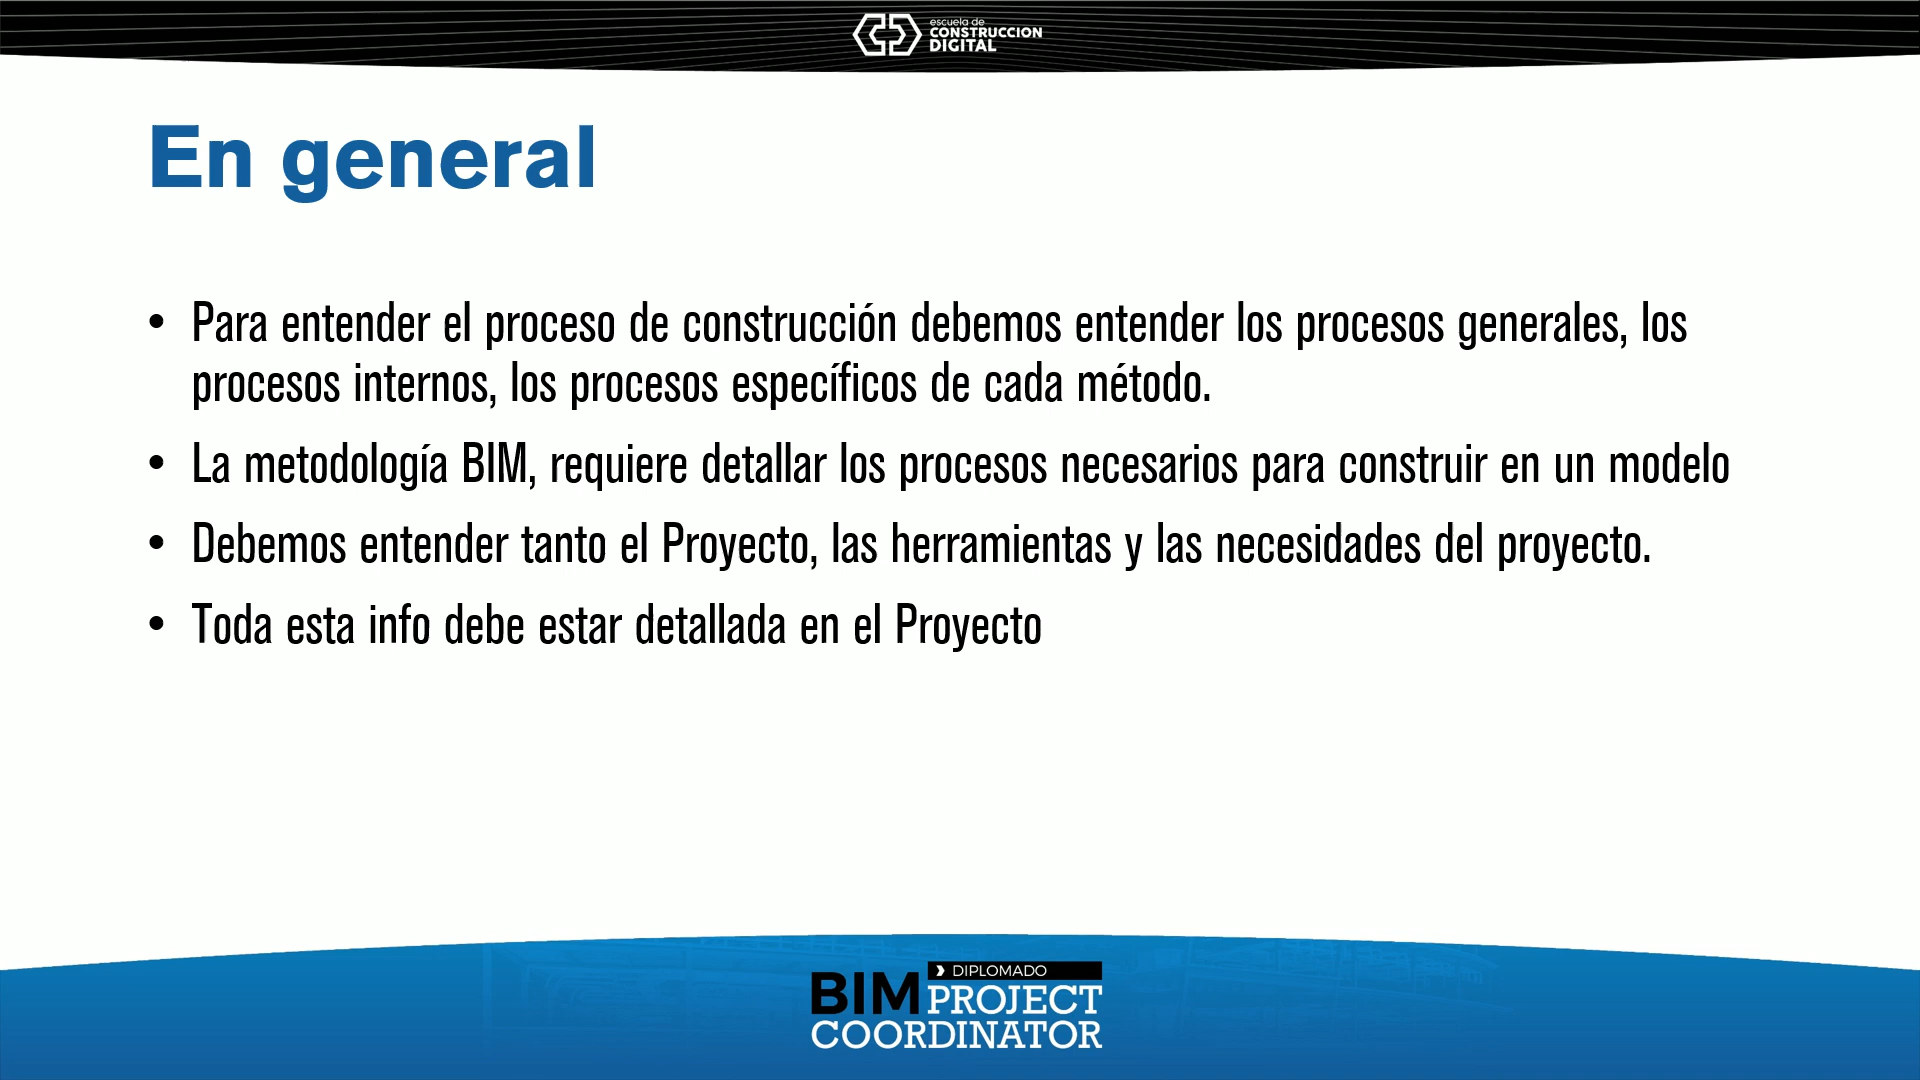 escuela de
CONSTRUCCION
DIGITAL
En general
• Para entender el proceso de construcción debemos entender los procesos generales, los
procesos internos, los procesos específicos de cada método.
• La metodología BIM, requiere detallar los procesos necesarios para construir en un modelo
• Debemos entender tanto el Proyecto, las herramientas y las necesidades del proyecto.
• Toda esta info debe estar detallada en el Proyecto
DIPLOMADO
BIM PROJECT
COORDINATOR